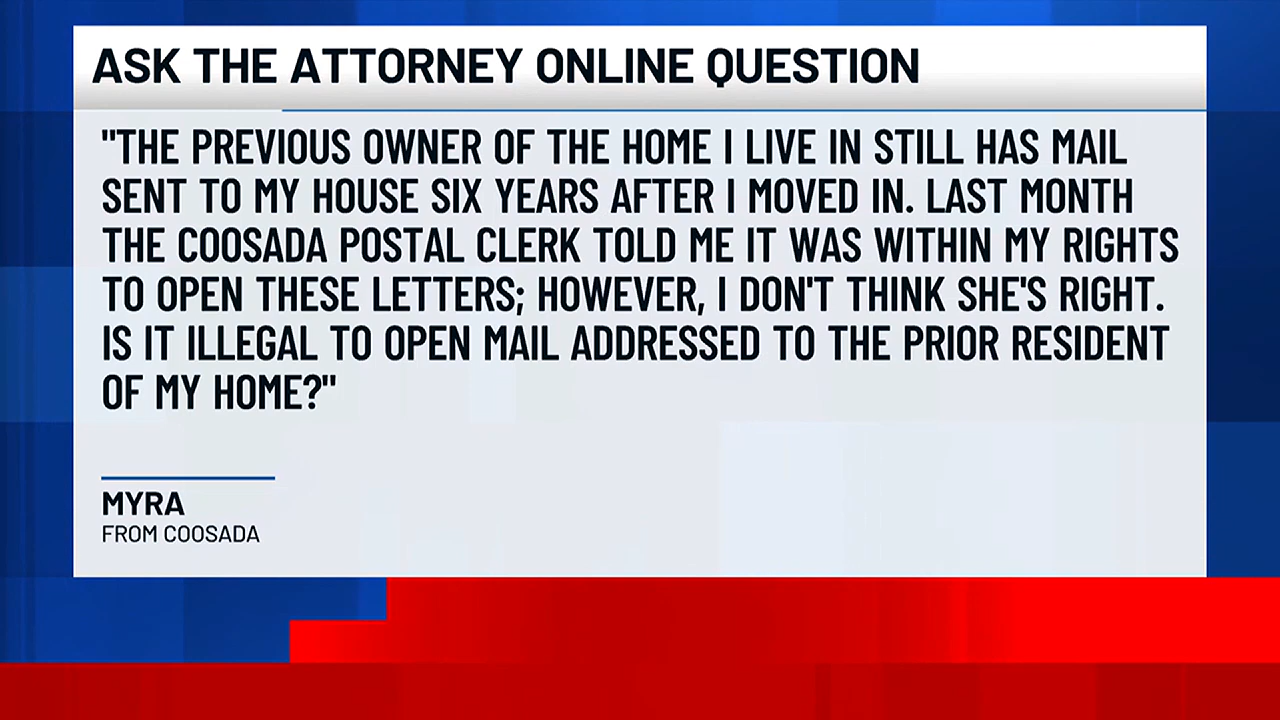 ASK THE ATTORNEY ONLINE QUESTION
"THE PREVIOUS OWNER OF THE HOME I LIVE IN STILL HAS MAIL
SENT TO MY HOUSE SIX YEARS AFTER I MOVED IN. LAST MONTH
THE COOSADA POSTAL CLERK TOLD ME IT WAS WITHIN MY RIGHTS
TO OPEN THESE LETTERS; HOWEVER, I DON'T THINK SHE'S RIGHT.
IS IT ILLEGAL TO OPEN MAIL ADDRESSED TO THE PRIOR RESIDENT
OF MY HOME?"
MYRA
FROM COOSADA